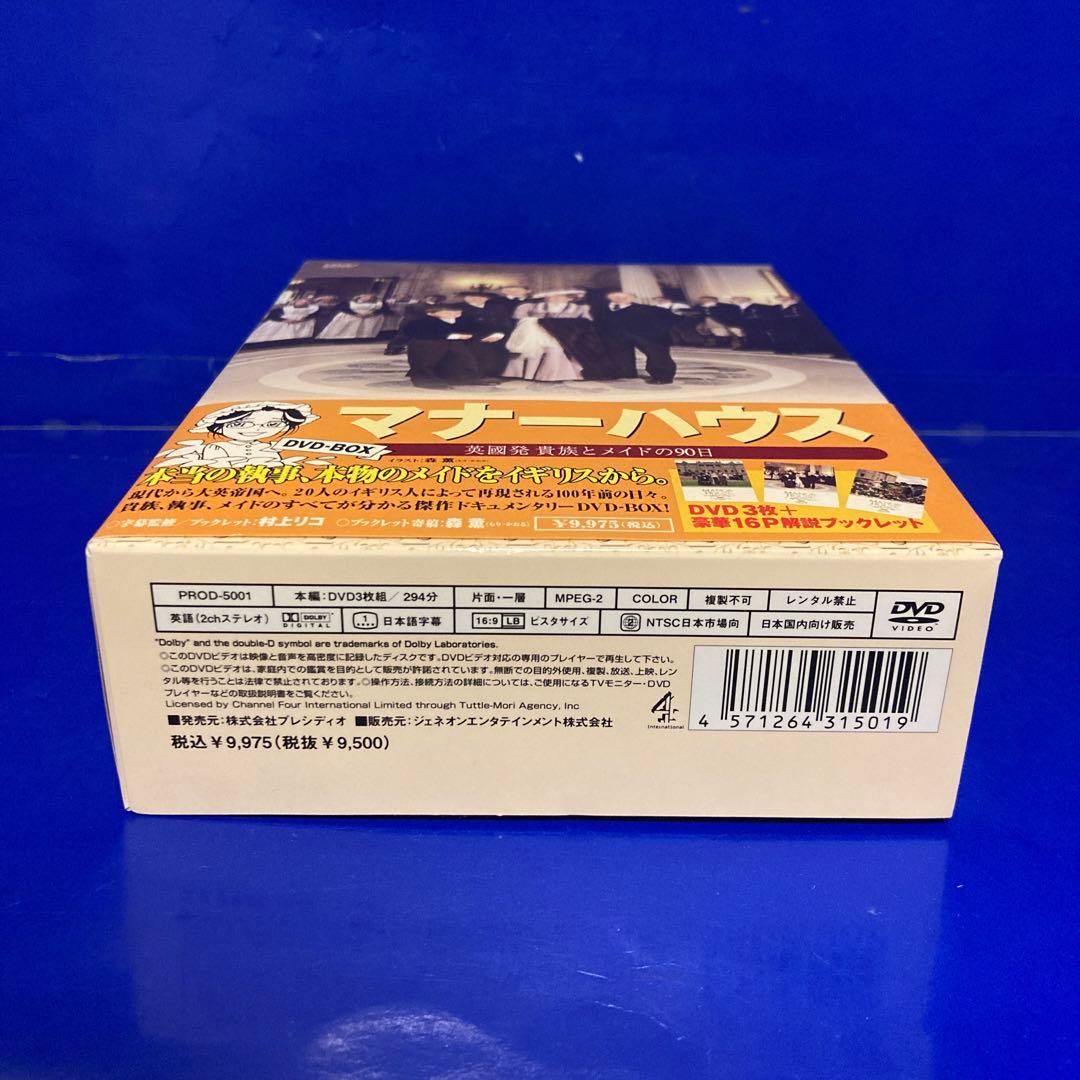 マナーハウス
DVD-BOX
英國発 貴族とメイドの90日
イラスト:森 薫
本当の執事、本物のメイドをイギリスから。
現代から大英帝国へ。20人のイギリス人によって再現される100年前の日々。
貴族、執事、メイドのすべてが分かる傑作ドキュメンタリーDVD-BOX!
○字幕監修/ブックレット:村上リコ ○ブックレット寄稿:森 薫(もり・かおる) ¥9,975(税込)
DVD3枚+
豪華16P解説ブックレット
PROD-5001 本編:DVD3枚組/294分 片面・一層 MPEG-2 COLOR 複製不可 レンタル禁止
英語(2chステレオ) DOLBY DIGITAL 1 日本語字幕 16:9 LB ビスタサイズ 2 NTSC日本市場向 日本国内向け販売
DVD VIDEO
"Dolby" and the double-D symbol are trademarks of Dolby Laboratories.
○このDVDビデオは映像と音声を高密度に記録したディスクです。DVDビデオ対応の専用のプレイヤーで再生して下さい。
○このDVDビデオは、家庭内での鑑賞を目的として販売が許諾されています。無断での目的外使用、複製、放送、上映、レン
タル等を行うことは法律で禁止されております。○操作方法、接続方法の詳細については、ご使用になるTVモニター・DVD
プレイヤーなどの取扱説明書をご覧ください。
Licensed by Channel Four International Limited through Tuttle-Mori Agency, Inc
■発売元:株式会社プレシディオ ■販売元:ジェネオンエンタテインメント株式会社
税込¥9,975(税抜¥9,500)
4 International
4 571264 315019